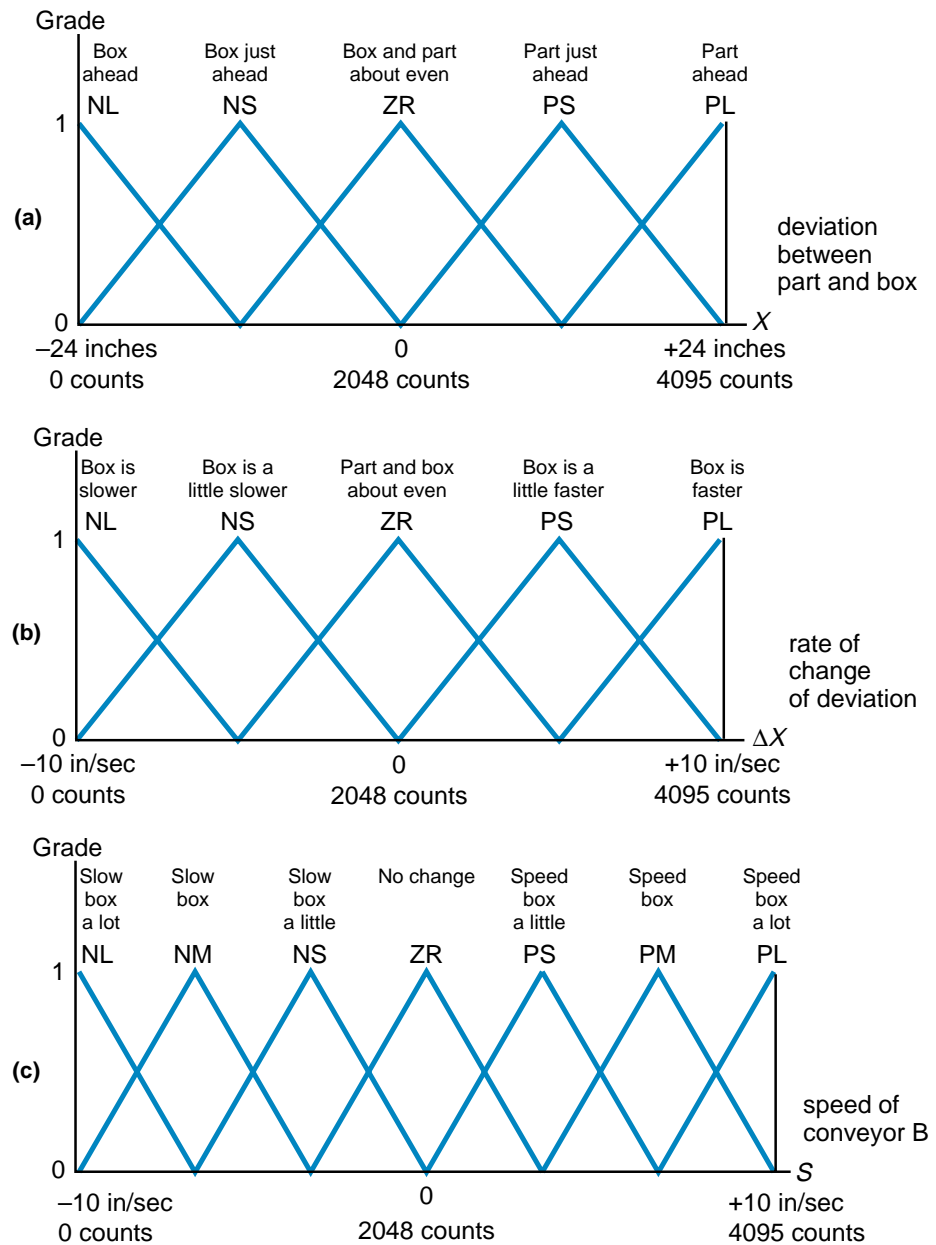 Grade
Box
ahead
NL
Box just
ahead
NS
Box and part
about even
ZR
Part just
ahead
PS
Part
ahead
PL
1
(a)
deviation
between
part and box
0
X
–24 inches
0 counts
0
2048 counts
+24 inches
4095 counts
Grade
Box is
slower
NL
Box is a
little slower
NS
Part and box
about even
ZR
Box is a
little faster
PS
Box is
faster
PL
1
(b)
rate of
change
of deviation
0
ΔX
–10 in/sec
0 counts
0
2048 counts
+10 in/sec
4095 counts
Grade
Slow
box
a lot
NL
Slow
box
NM
Slow
box
a little
NS
No change
ZR
Speed
box
a little
PS
Speed
box
PM
Speed
box
a lot
PL
1
(c)
speed of
conveyor B
0
S
–10 in/sec
0 counts
0
2048 counts
+10 in/sec
4095 counts